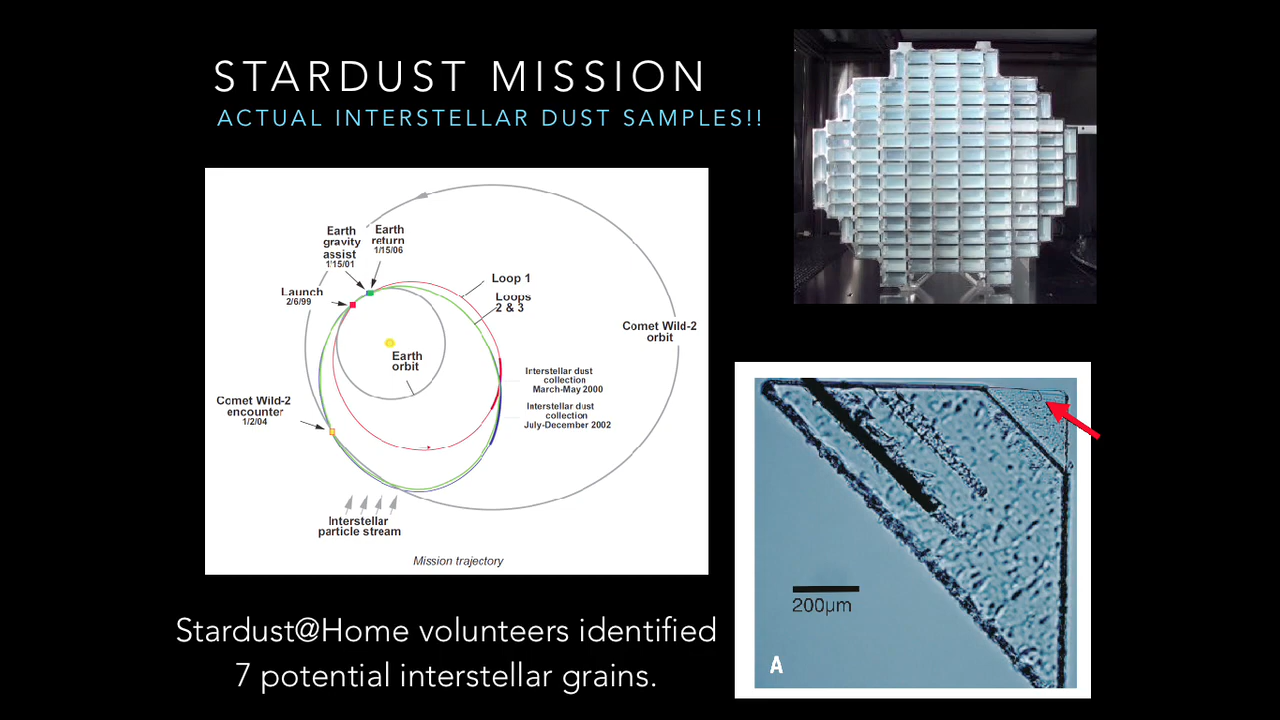 STARDUST MISSION
ACTUAL INTERSTELLAR DUST SAMPLES!!
Earth
gravity
assist
1'15/01
Earth
return
1/15/06
Launch
2/6/99
Loop 1
Loops
2 & 3
Comet Wild-2
orbit
Earth
orbit
Interstellar dust
collection
March-May 2000
Interstellar dust
collection
July-December 2002
Comet Wild-2
encounter
1/2/04
Interstellar
particle stream
Mission trajectory
200µm
A
Stardust@Home volunteers identified
7 potential interstellar grains.